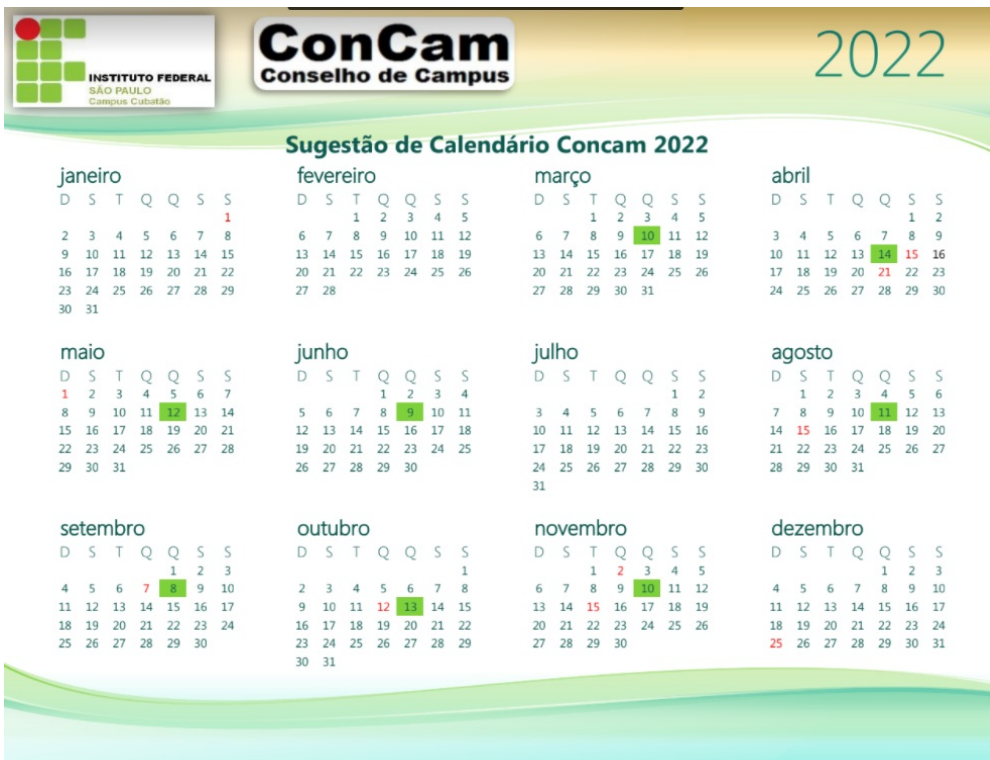 INSTITUTO FEDERAL
SÃO PAULO
Campus Cubatão
ConCam
Conselho de Campus
2022
Sugestão de Calendário Concam 2022
janeiro
D S T Q Q S S
1
2 3 4 5 6 7 8
9 10 11 12 13 14 15
16 17 18 19 20 21 22
23 24 25 26 27 28 29
30 31
fevereiro
D S T Q Q S S
1 2 3 4 5
6 7 8 9 10 11 12
13 14 15 16 17 18 19
20 21 22 23 24 25 26
27 28
março
D S T Q Q S S
1 2 3 4 5
6 7 8 9 10 11 12
13 14 15 16 17 18 19
20 21 22 23 24 25 26
27 28 29 30 31
abril
D S T Q Q S S
1 2
3 4 5 6 7 8 9
10 11 12 13 14 15 16
17 18 19 20 21 22 23
24 25 26 27 28 29 30
maio
D S T Q Q S S
1 2 3 4 5 6 7
8 9 10 11 12 13 14
15 16 17 18 19 20 21
22 23 24 25 26 27 28
29 30 31
junho
D S T Q Q S S
1 2 3 4
5 6 7 8 9 10 11
12 13 14 15 16 17 18
19 20 21 22 23 24 25
26 27 28 29 30
julho
D S T Q Q S S
1 2
3 4 5 6 7 8 9
10 11 12 13 14 15 16
17 18 19 20 21 22 23
24 25 26 27 28 29 30
31
agosto
D S T Q Q S S
1 2 3 4 5 6
7 8 9 10 11 12 13
14 15 16 17 18 19 20
21 22 23 24 25 26 27
28 29 30 31
setembro
D S T Q Q S S
1 2 3
4 5 6 7 8 9 10
11 12 13 14 15 16 17
18 19 20 21 22 23 24
25 26 27 28 29 30
outubro
D S T Q Q S S
1
2 3 4 5 6 7 8
9 10 11 12 13 14 15
16 17 18 19 20 21 22
23 24 25 26 27 28 29
30 31
novembro
D S T Q Q S S
1 2 3 4 5
6 7 8 9 10 11 12
13 14 15 16 17 18 19
20 21 22 23 24 25 26
27 28 29 30
dezembro
D S T Q Q S S
1 2 3
4 5 6 7 8 9 10
11 12 13 14 15 16 17
18 19 20 21 22 23 24
25 26 27 28 29 30 31